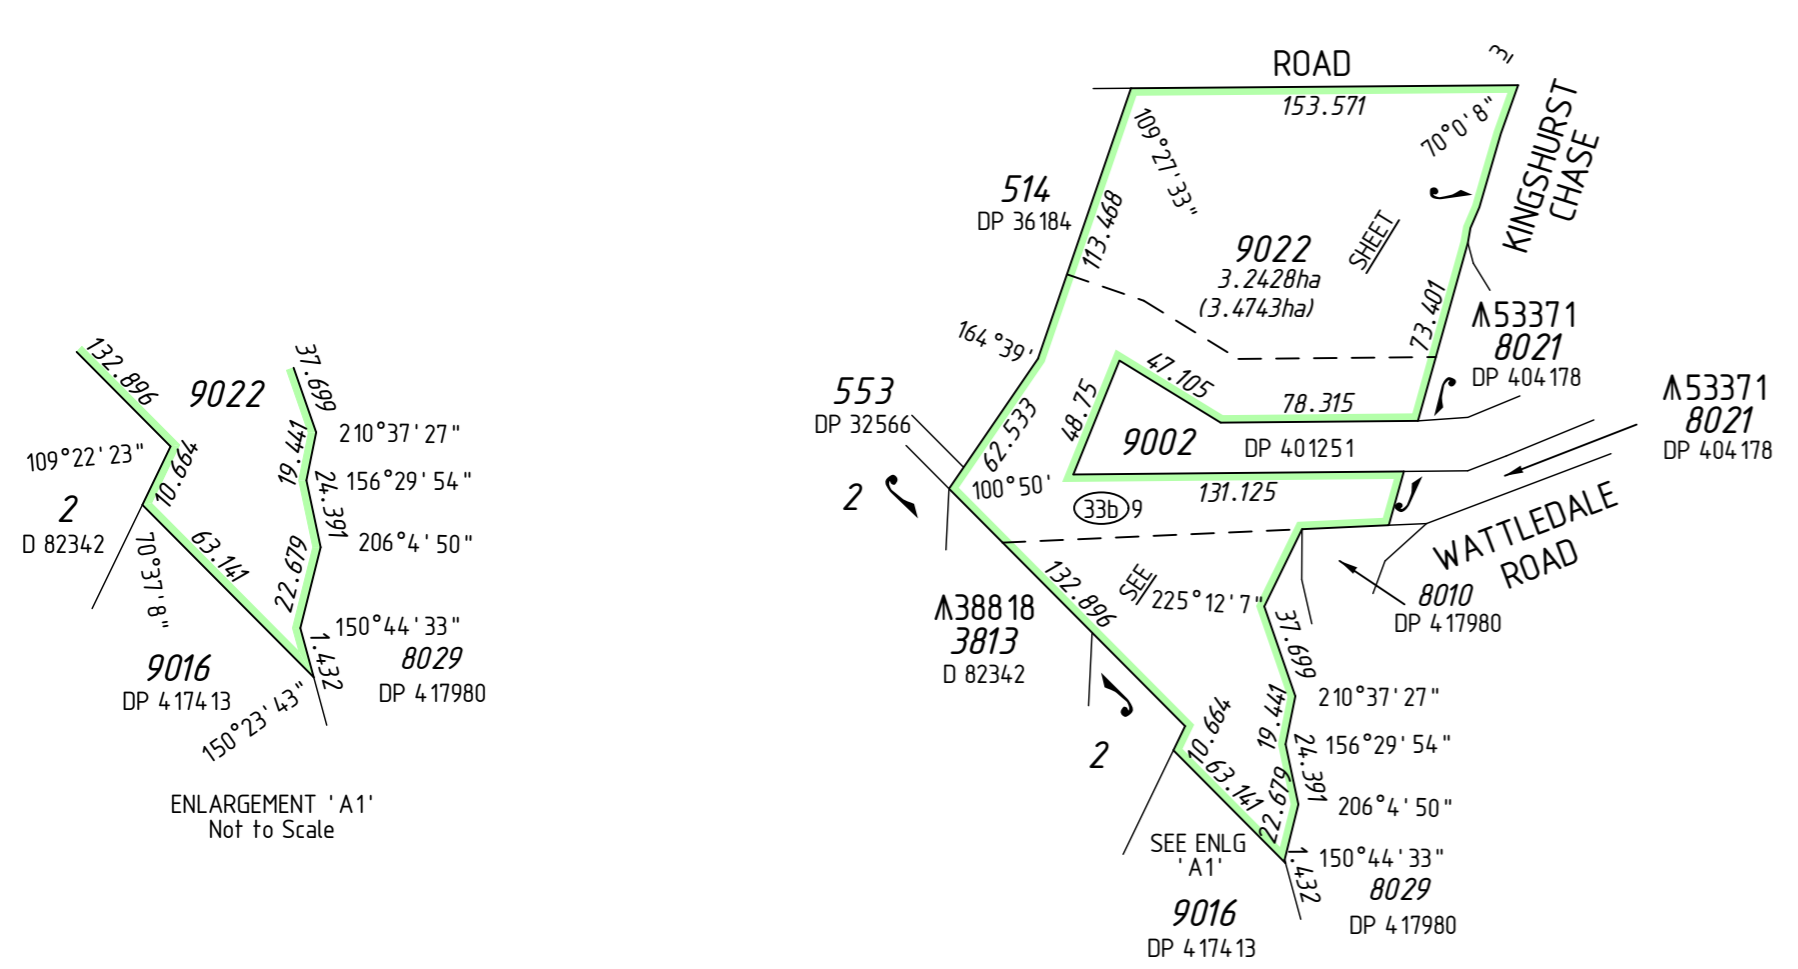 132.896
9022
37.699
109°22'23"
10.664
19.441
210°37'27"
24.391
156°29'54"
2
D 82342
70°37'8"
63.141
22.679
206°4'50"
150°44'33"
1.432
8029
DP 417980
9016
DP 417413
150°23'43"
ENLARGEMENT 'A1'
Not to Scale
ROAD
153.571
3
109°27'33"
70°0'8"
KINGSHURST
CHASE
514
DP 36184
113.468
9022
3.2428ha
(3.4743ha)
SHEET
73.401
53371
8021
DP 404178
164°39'
47.105
78.315
48.75
9002
DP 401251
553
DP 32566
62.533
100°50'
2
33b 9
131.125
53371
8021
DP 404178
WATTLEDALE
ROAD
SEE
132.896
225°12'7"
8010
DP 417980
38818
3813
D 82342
37.699
10.664
19.441
210°37'27"
24.391
156°29'54"
2
63.141
22.679
206°4'50"
SEE ENLG
'A1'
150°44'33"
1.432
8029
DP 417980
9016
DP 417413